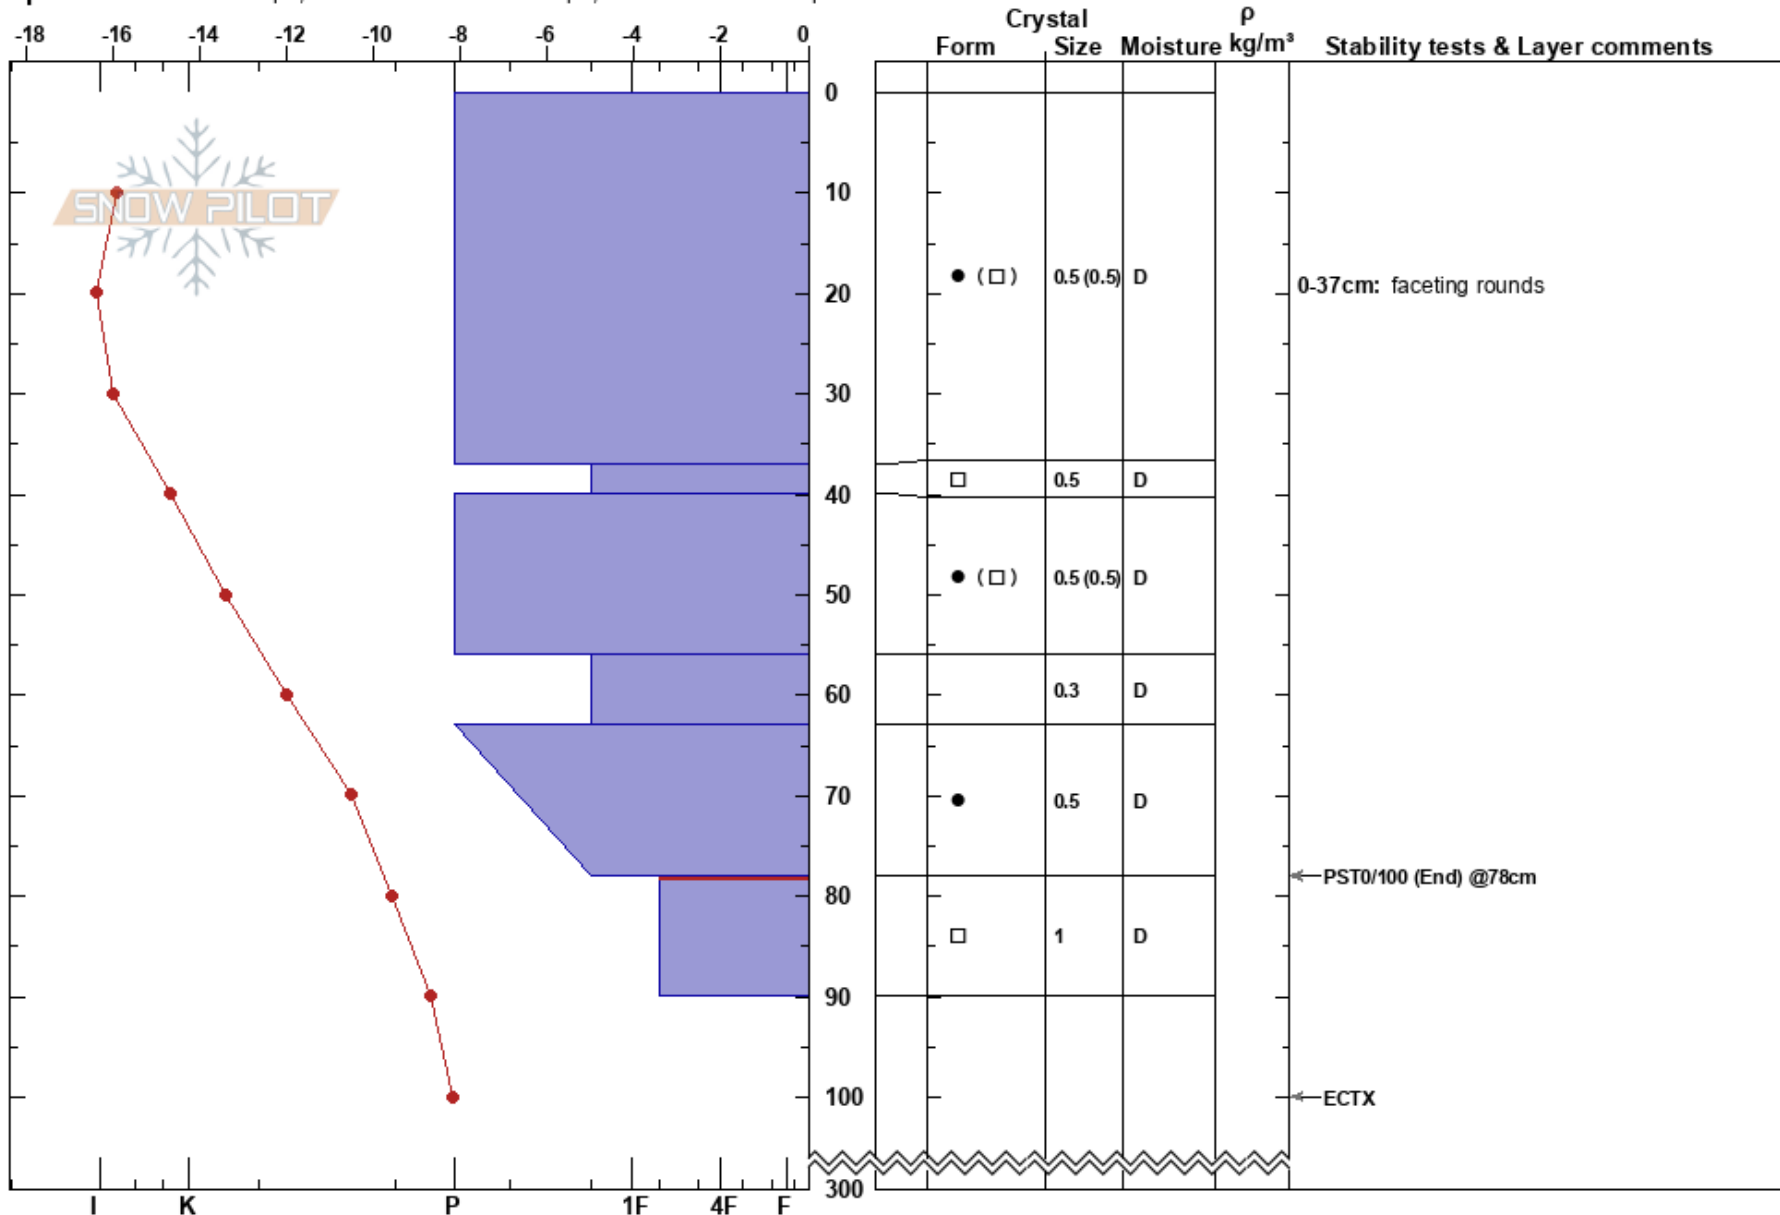 Crystal ρ
-18 -16 -14 -12 -10 -8 -6 -4 -2 0 Form Size Moisture kg/m³ Stability tests & Layer comments
0
SNOW PILOT
10
20
0.5 (0.5) D
0-37cm: faceting rounds
30
0.5 D
40
50
0.5 (0.5) D
60
0.3 D
70
0.5 D
PST0/100 (End) @78cm
80
1 D
90
100
ECTX
300
I K P 1F 4F F